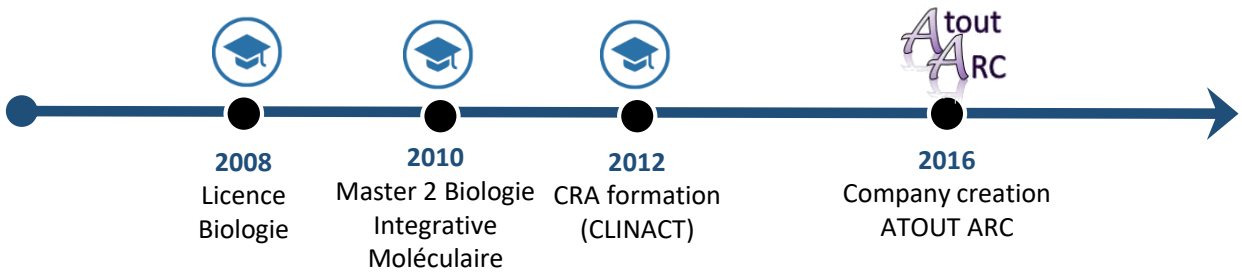 Atout
ARC
2008
Licence
Biologie
2010
Master 2 Biologie
Integrative
Moléculaire
2012
CRA formation
(CLINACT)
2016
Company creation
ATOUT ARC